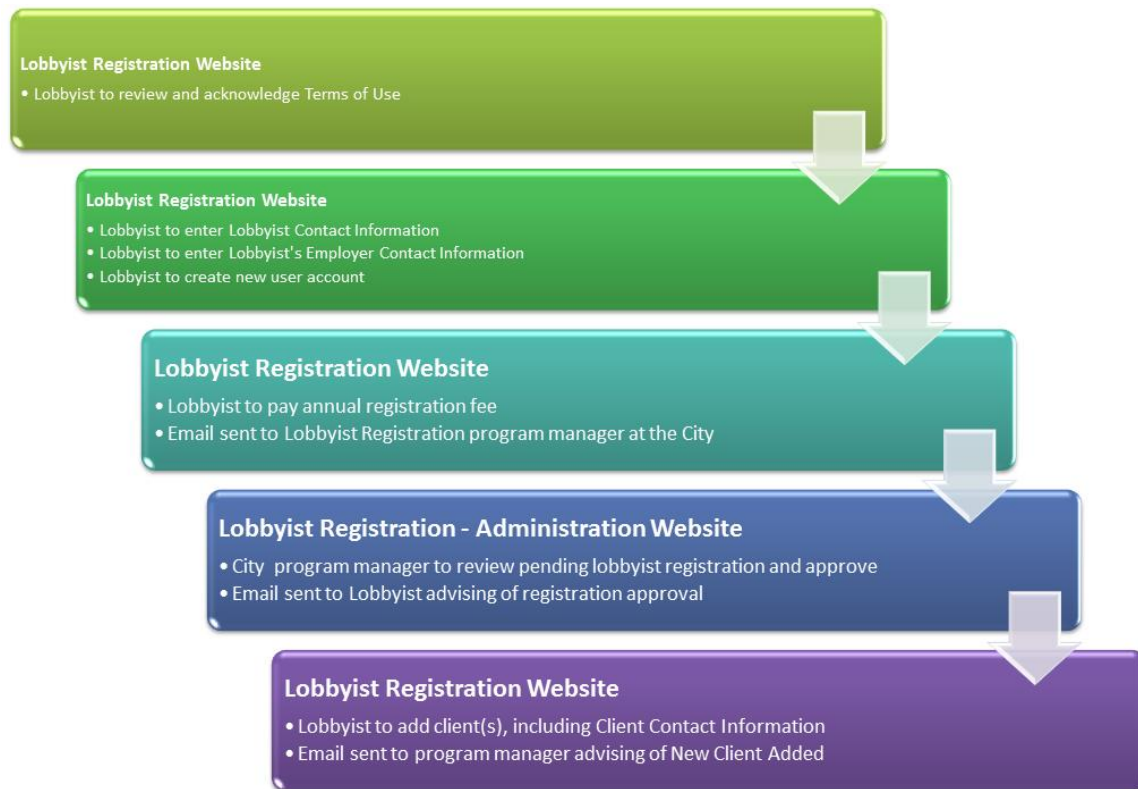 Lobbyist Registration Website
• Lobbyist to review and acknowledge Terms of Use
Lobbyist Registration Website
• Lobbyist to enter Lobbyist Contact Information
• Lobbyist to enter Lobbyist's Employer Contact Information
• Lobbyist to create new user account
Lobbyist Registration Website
• Lobbyist to pay annual registration fee
• Email sent to Lobbyist Registration program manager at the City
Lobbyist Registration - Administration Website
• City program manager to review pending lobbyist registration and approve
• Email sent to Lobbyist advising of registration approval
Lobbyist Registration Website
• Lobbyist to add client(s), including Client Contact Information
• Email sent to program manager advising of New Client Added